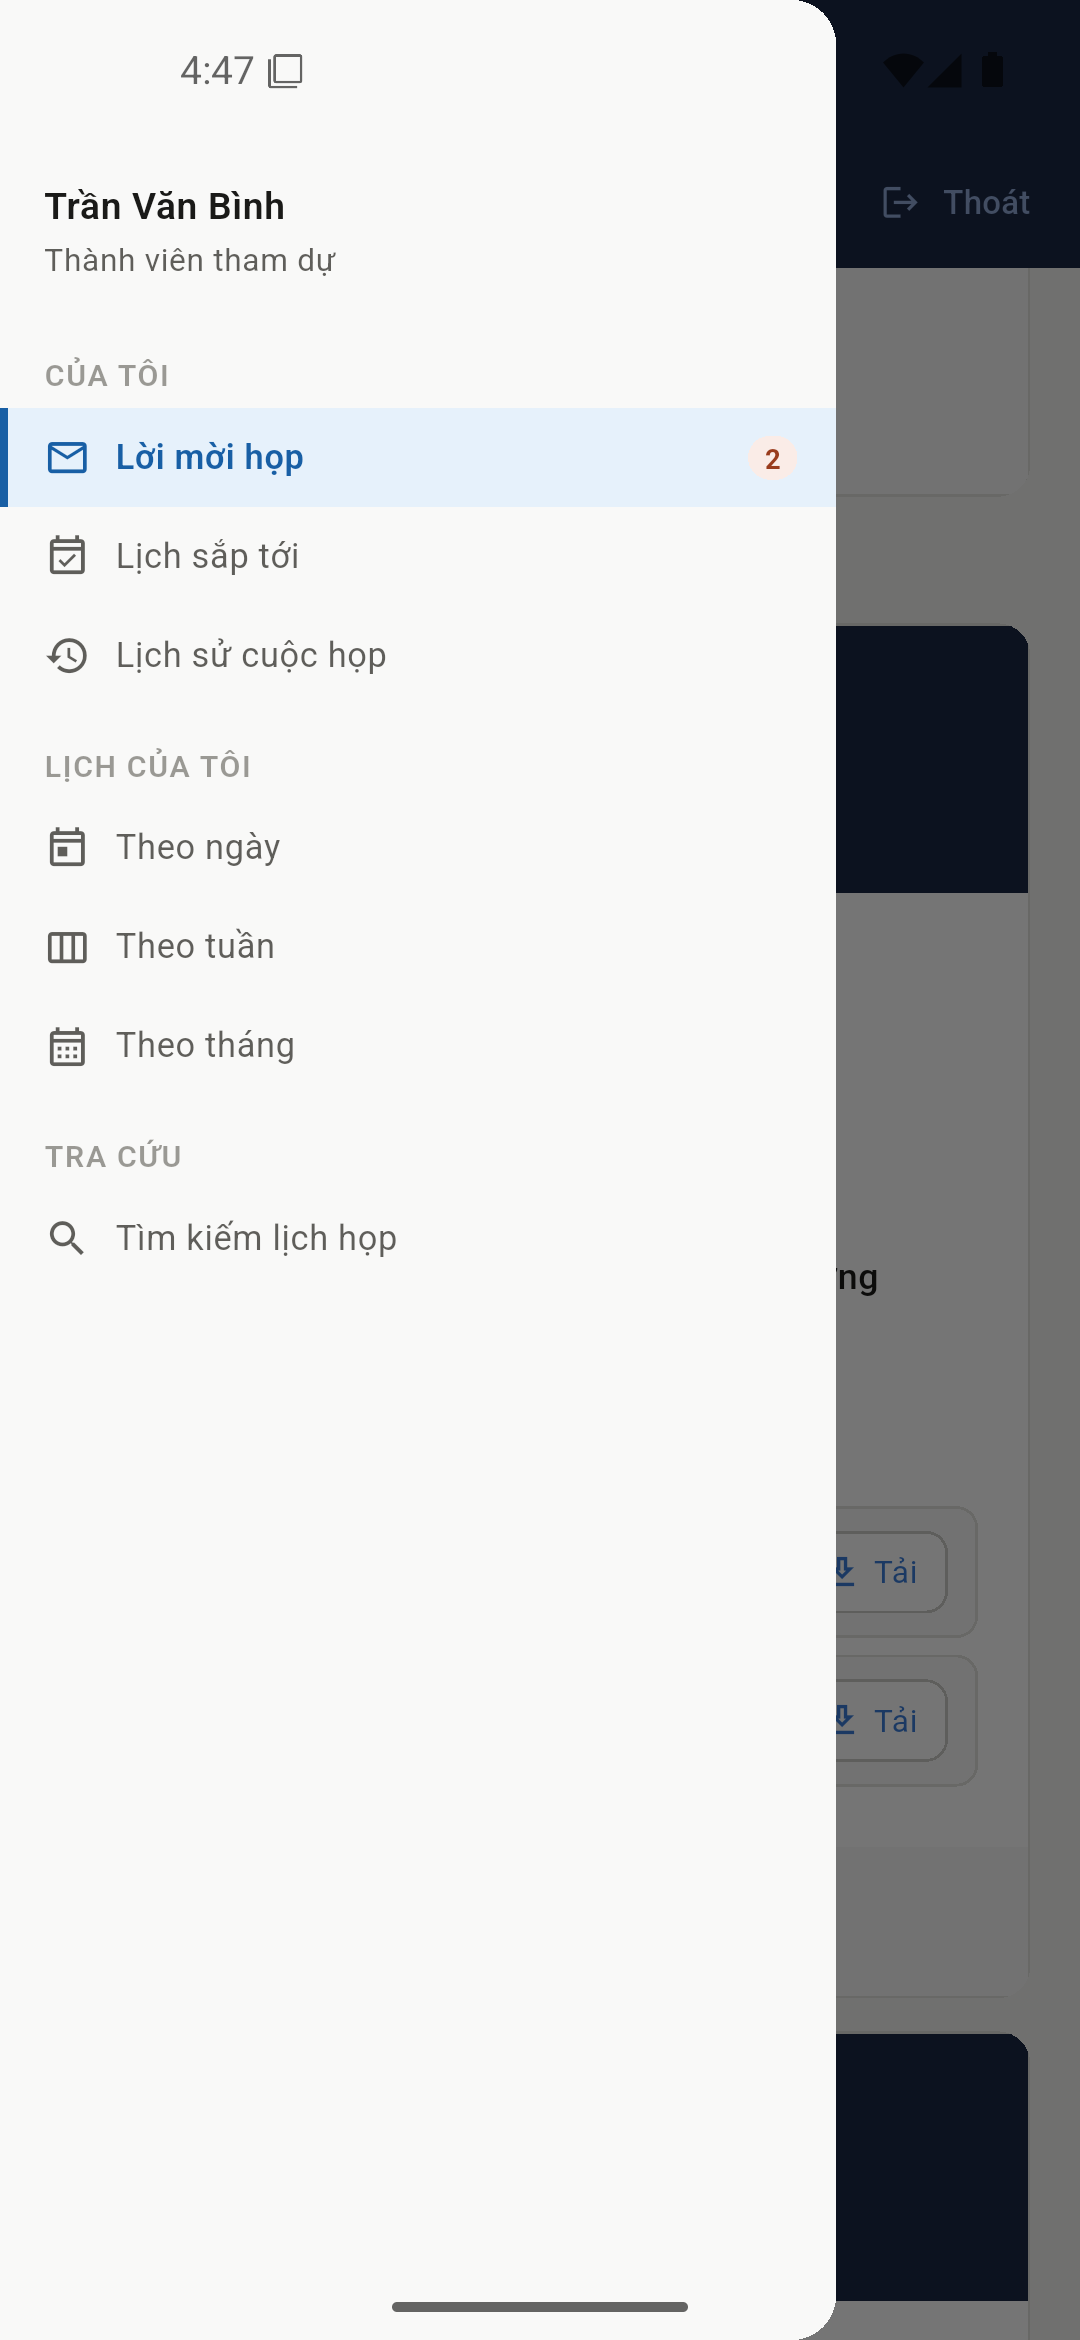 4:47
Thoát
Trần Văn Bình
Thành viên tham dự
CỦA TÔI
Lời mời họp
2
Lịch sắp tới
Lịch sử cuộc họp
LỊCH CỦA TÔI
Theo ngày
Theo tuần
Theo tháng
TRA CỨU
Tìm kiếm lịch họp
Tải
Tải